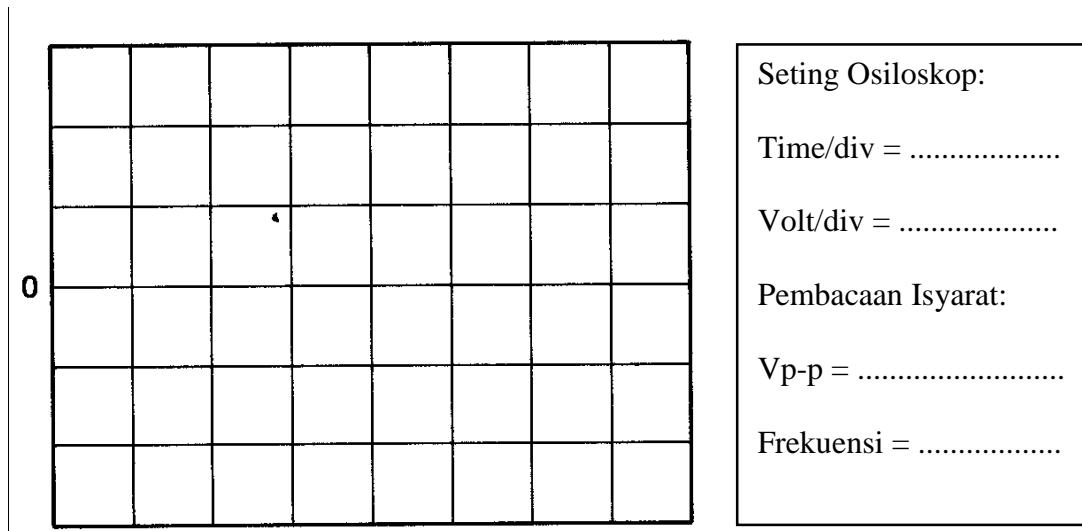 0
Seting Osiloskop:
Time/div = ...................
Volt/div = ...................
Pembacaan Isyarat:
Vp-p = .........................
Frekuensi = .................